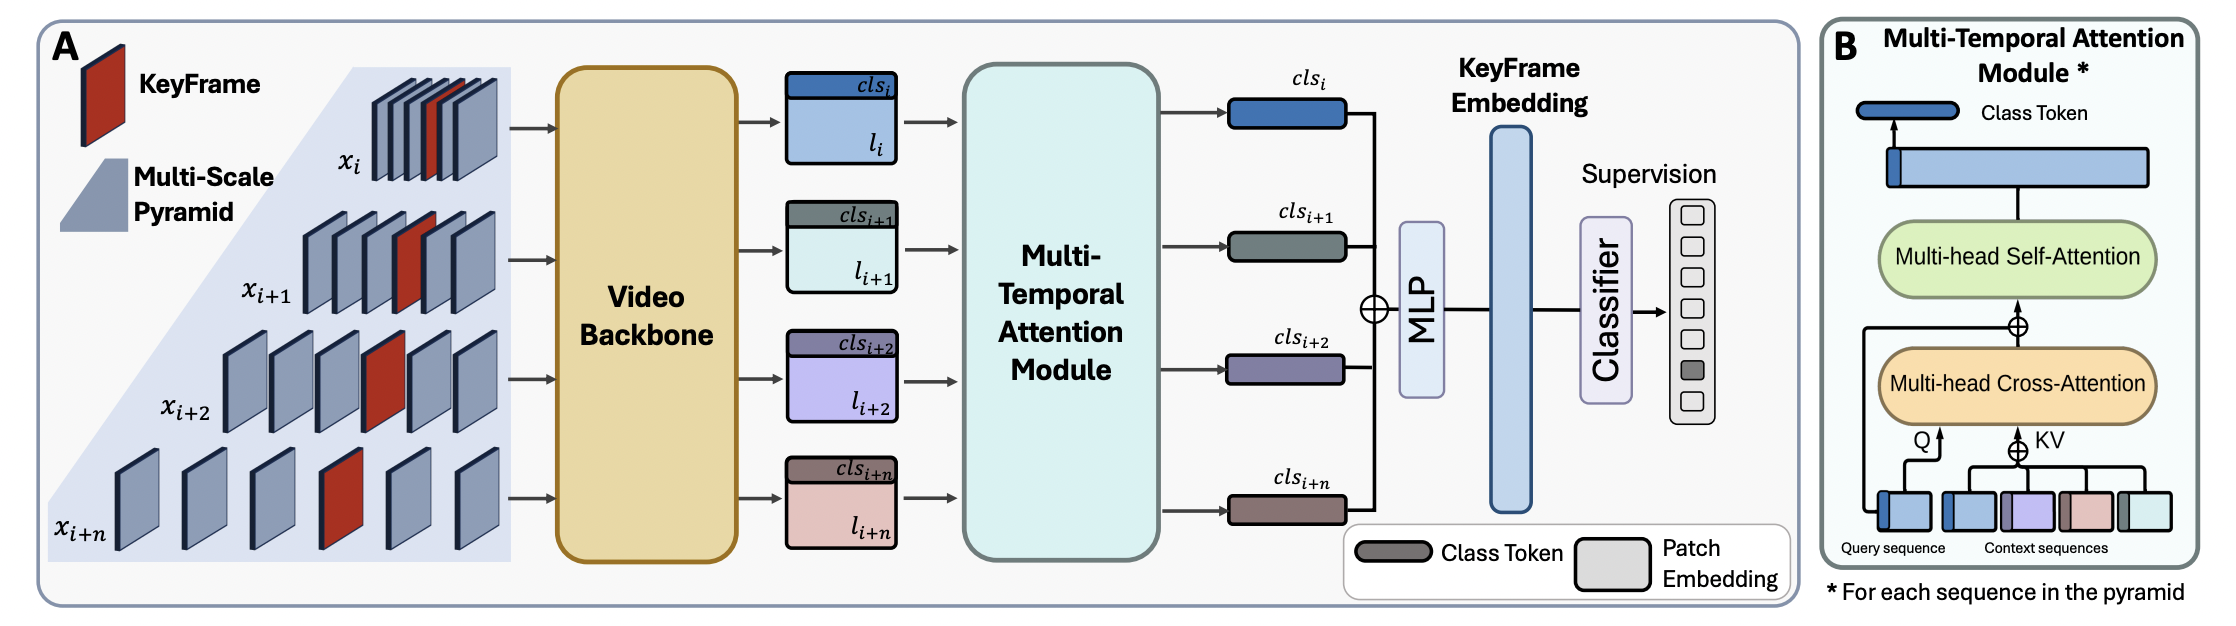 A
KeyFrame
Multi-Scale
Pyramid
x_i
x_{i+1}
x_{i+2}
x_{i+n}
Video
Backbone
cls_i
l_i
cls_{i+1}
l_{i+1}
cls_{i+2}
l_{i+2}
cls_{i+n}
l_{i+n}
Multi-
Temporal
Attention
Module
cls_i
cls_{i+1}
cls_{i+2}
cls_{i+n}
MLP
KeyFrame
Embedding
Classifier
Supervision
Class Token
Patch
Embedding
B
Multi-Temporal Attention
Module *
Class Token
Multi-head Self-Attention
Multi-head Cross-Attention
Q
KV
Query sequence
Context sequences
* For each sequence in the pyramid